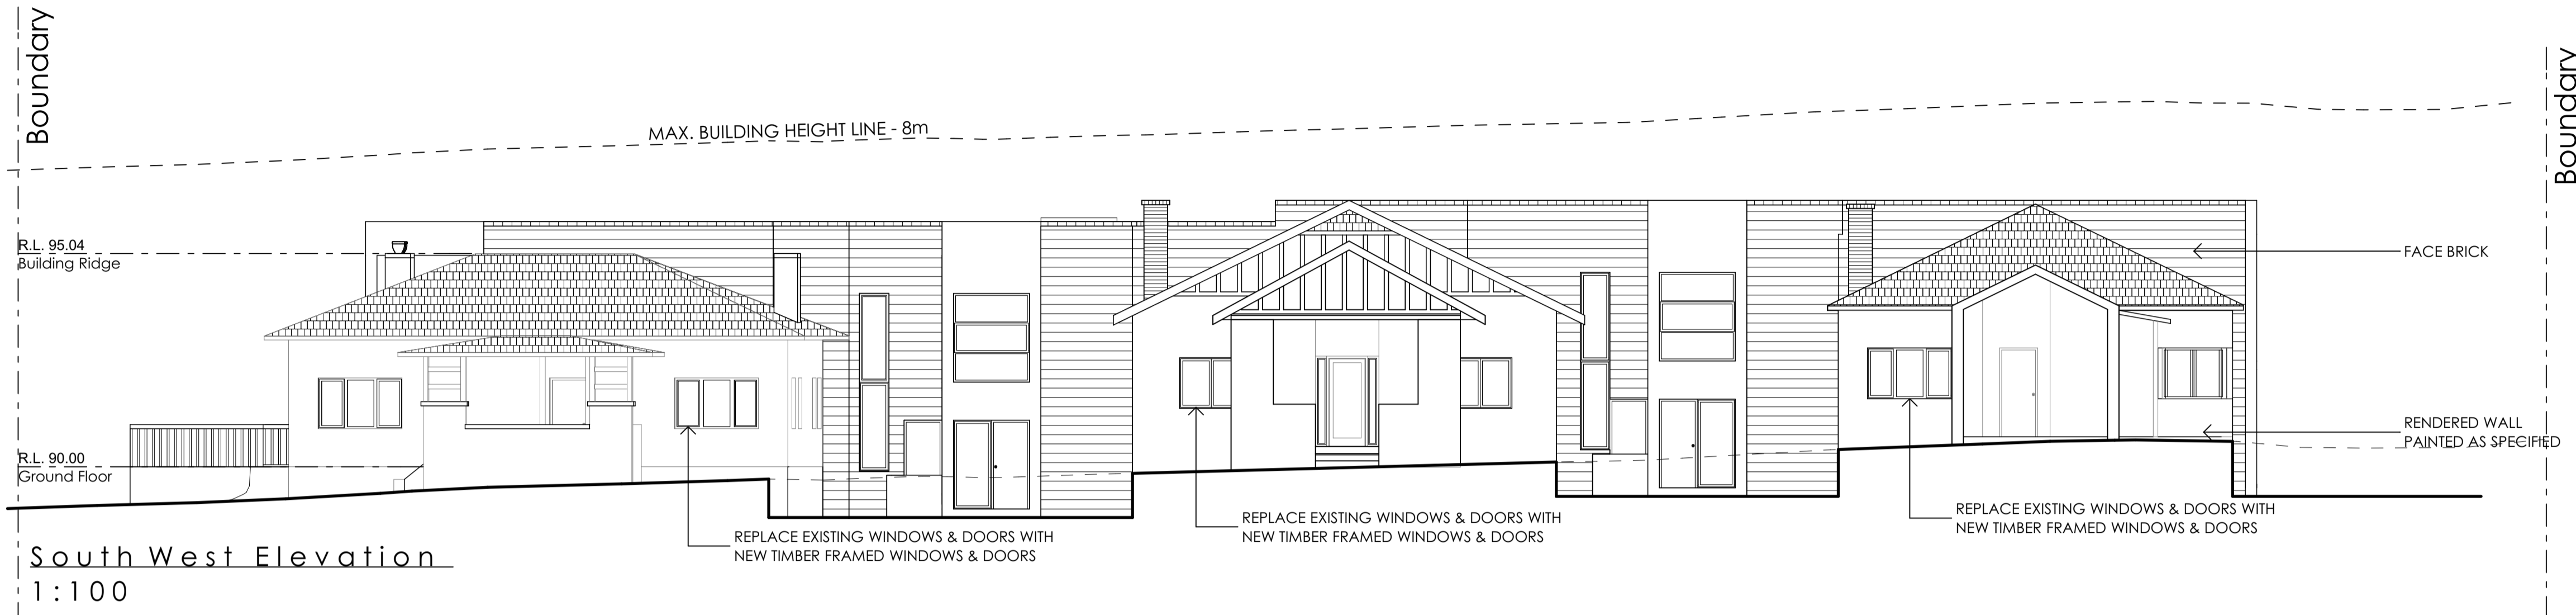 Boundary
Boundary
MAX. BUILDING HEIGHT LINE - 8m
R.L. 95.04
Building Ridge
FACE BRICK
RENDERED WALL
PAINTED AS SPECIFIED
R.L. 90.00
Ground Floor
REPLACE EXISTING WINDOWS & DOORS WITH
NEW TIMBER FRAMED WINDOWS & DOORS
REPLACE EXISTING WINDOWS & DOORS WITH
NEW TIMBER FRAMED WINDOWS & DOORS
REPLACE EXISTING WINDOWS & DOORS WITH
NEW TIMBER FRAMED WINDOWS & DOORS
South West Elevation
1:100